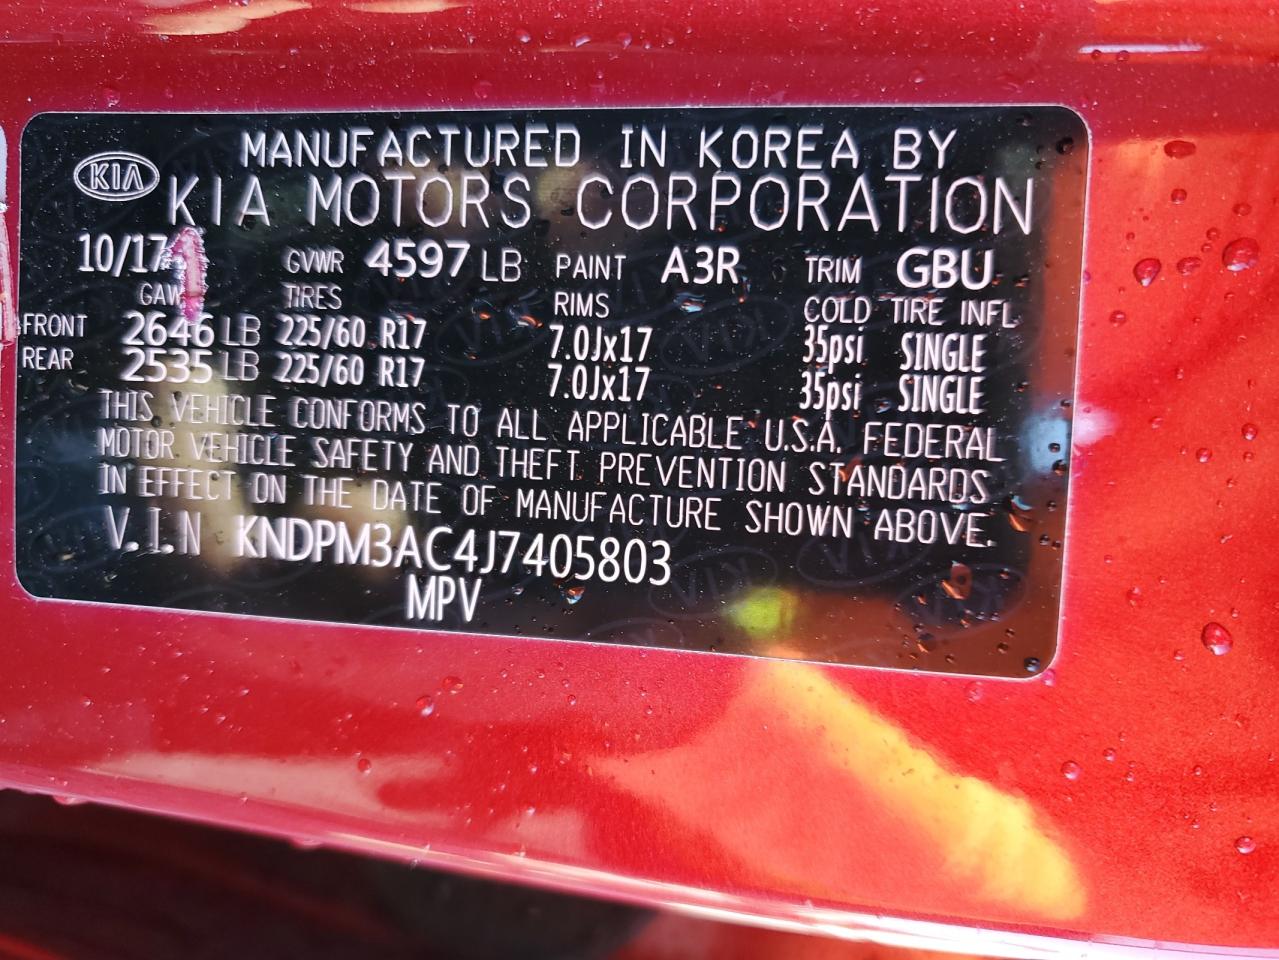 MANUFACTURED IN KOREA BY
KIA KIA MOTORS CORPORATION
10/17 GVWR 4597 LB PAINT A3R TRIM GBU
GAW TIRES RIMS COLD TIRE INFL
FRONT 2646 LB 225/60 R17 7.0Jx17 35psi SINGLE
REAR 2535 LB 225/60 R17 7.0Jx17 35psi SINGLE
THIS VEHICLE CONFORMS TO ALL APPLICABLE U.S.A. FEDERAL
MOTOR VEHICLE SAFETY AND THEFT PREVENTION STANDARDS
IN EFFECT ON THE DATE OF MANUFACTURE SHOWN ABOVE.
V.I.N KNDPM3AC4J7405803
MPV